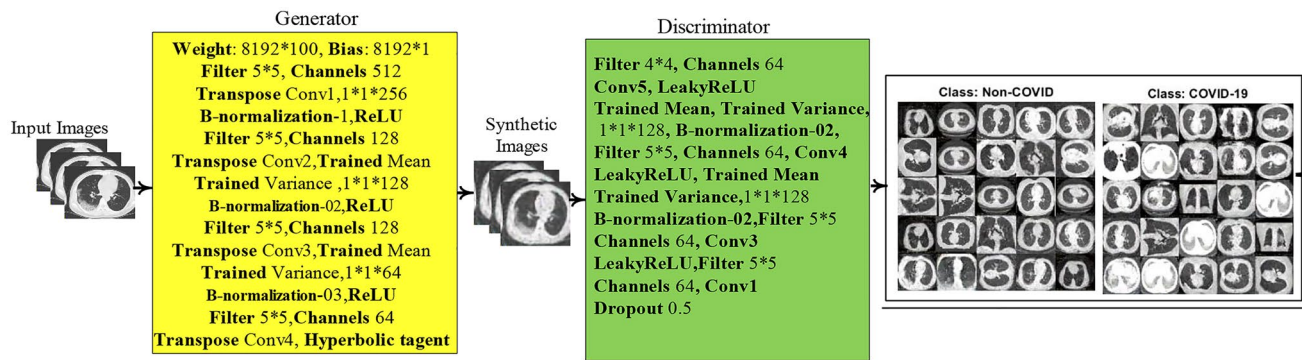 Generator
Weight: 8192*100, Bias: 8192*1
Filter 5*5, Channels 512
Transpose Conv1,1*1*256
B-normalization-1,ReLU
Filter 5*5,Channels 128
Transpose Conv2,Trained Mean
Trained Variance ,1*1*128
B-normalization-02,ReLU
Filter 5*5,Channels 128
Transpose Conv3,Trained Mean
Trained Variance,1*1*64
B-normalization-03,ReLU
Filter 5*5,Channels 64
Transpose Conv4, Hyperbolic tagent
Input Images
Synthetic
Images
Discriminator
Filter 4*4, Channels 64
Conv5, LeakyReLU
Trained Mean, Trained Variance,
1*1*128, B-normalization-02,
Filter 5*5, Channels 64, Conv4
LeakyReLU, Trained Mean
Trained Variance,1*1*128
B-normalization-02,Filter 5*5
Channels 64, Conv3
LeakyReLU,Filter 5*5
Channels 64, Conv1
Dropout 0.5
Class: Non-COVID
Class: COVID-19